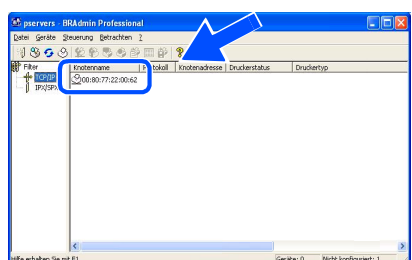 pservers - BRAdmin Professional
Datei Geräte Steuerung Betrachten ?
Filter
TCP/IP
IPX/SPX
Knotenname Knotenadresse Druckerstatus Druckertyp
00:80:77:22:00:62
Hilfe erhalten Sie mit F1 Geräte: 0 Nicht konfiguriert: 1